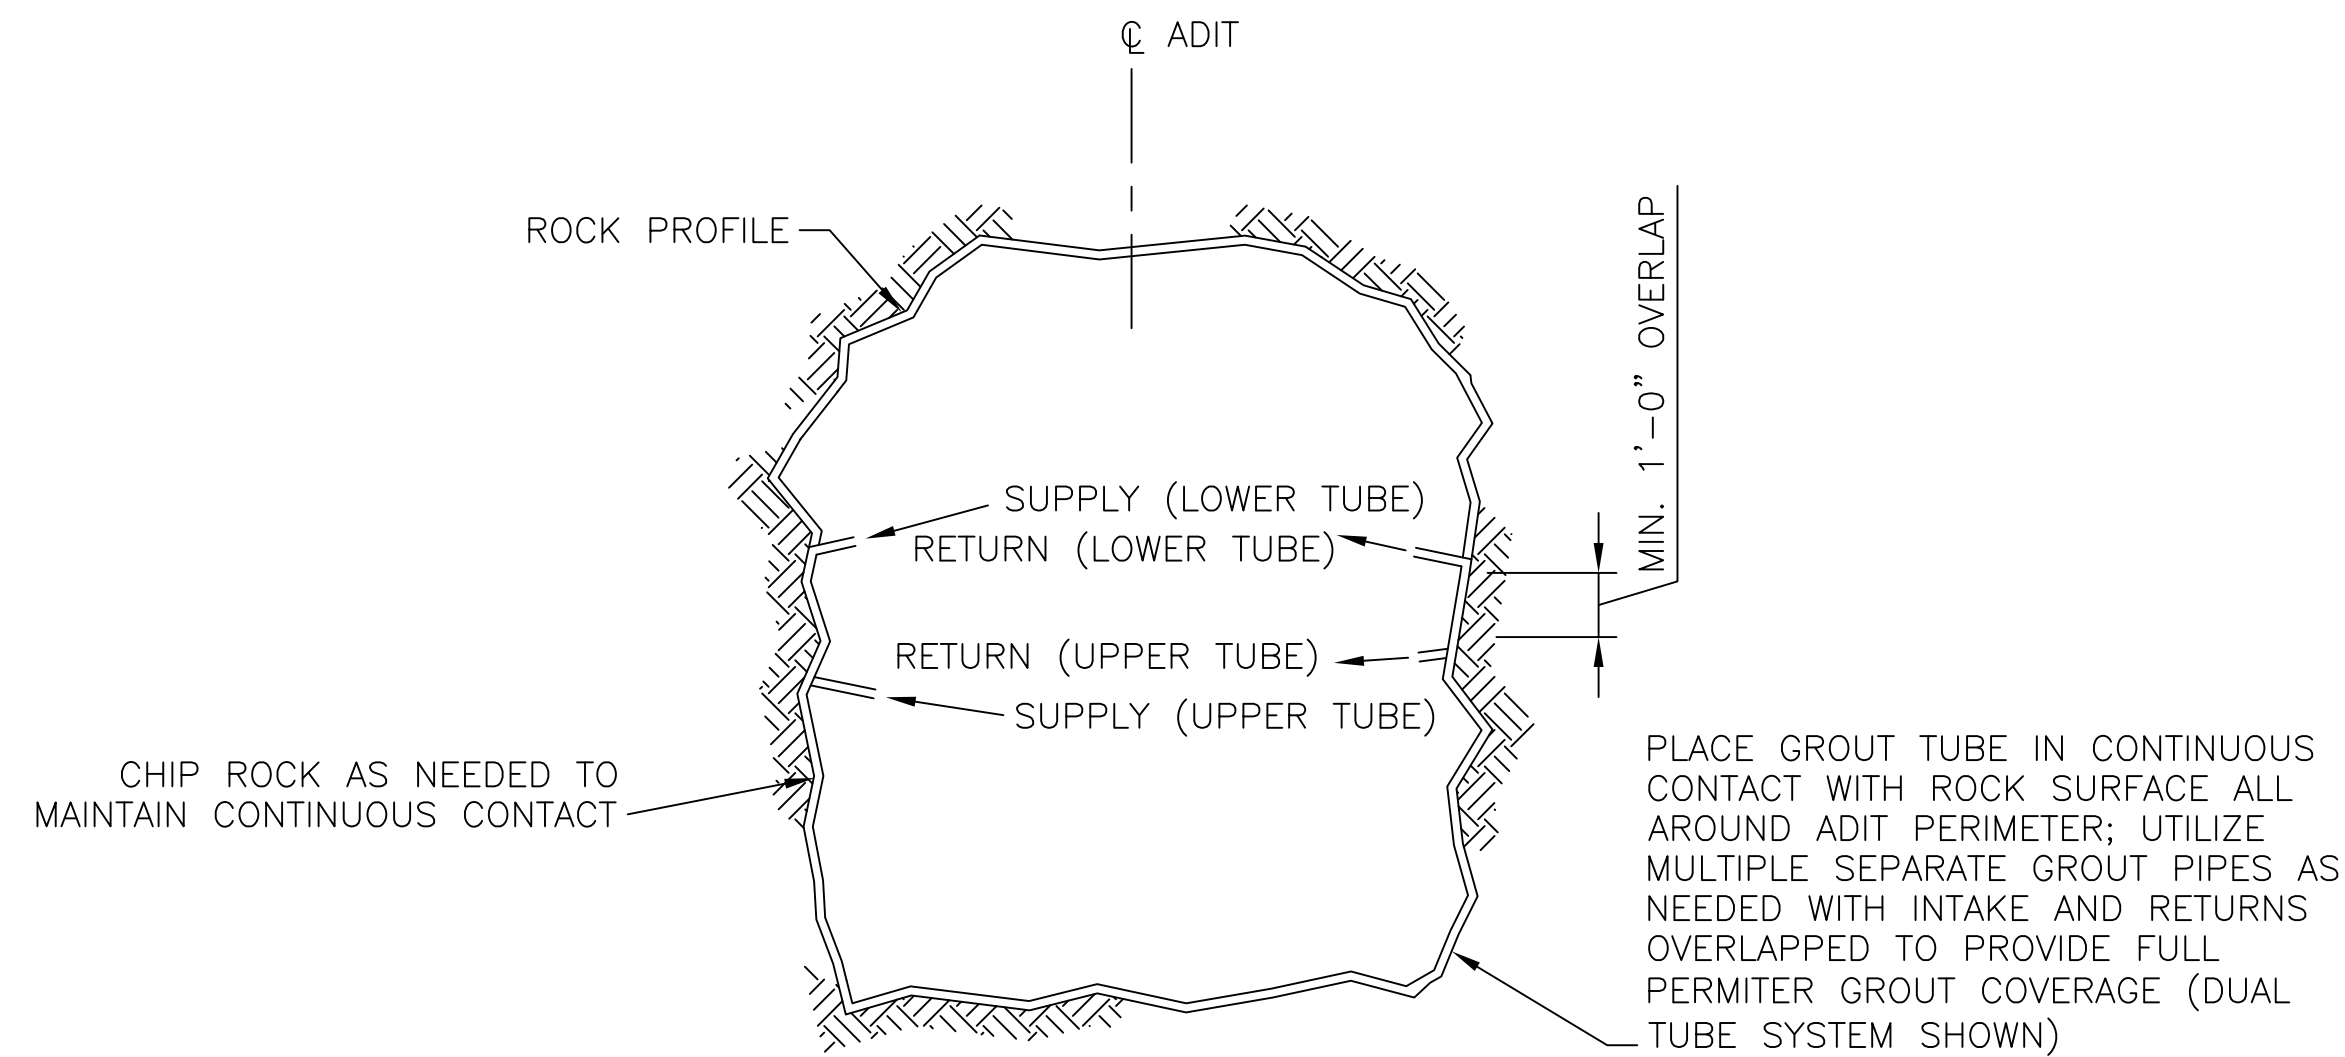 ℄ ADIT
ROCK PROFILE
MIN. 1'-0" OVERLAP
SUPPLY (LOWER TUBE)
RETURN (LOWER TUBE)
RETURN (UPPER TUBE)
SUPPLY (UPPER TUBE)
CHIP ROCK AS NEEDED TO
MAINTAIN CONTINUOUS CONTACT
PLACE GROUT TUBE IN CONTINUOUS
CONTACT WITH ROCK SURFACE ALL
AROUND ADIT PERIMETER; UTILIZE
MULTIPLE SEPARATE GROUT PIPES AS
NEEDED WITH INTAKE AND RETURNS
OVERLAPPED TO PROVIDE FULL
PERMITER GROUT COVERAGE (DUAL
TUBE SYSTEM SHOWN)